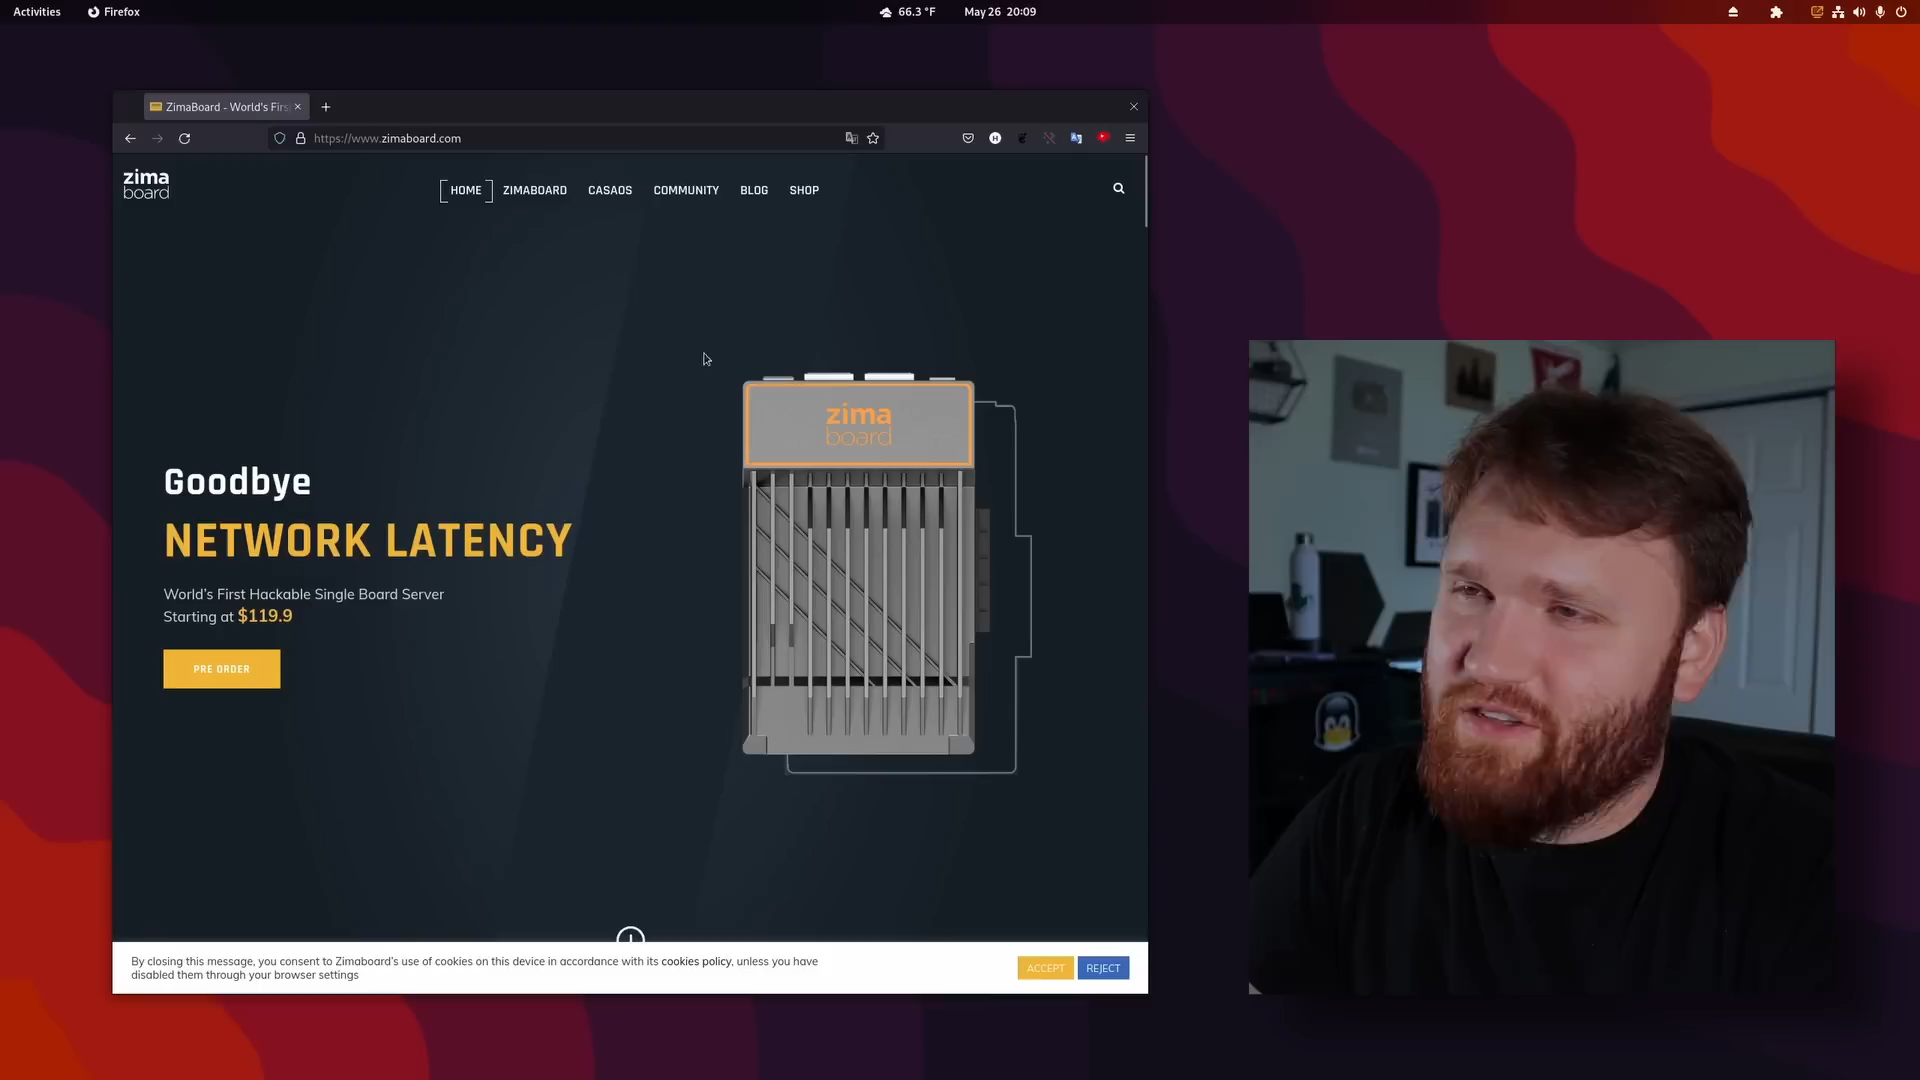 Activities
Firefox
66.3 °F
May 26 20:09
ZimaBoard - World's Firs
https://www.zimaboard.com
zima
board
HOME
ZIMABOARD
CASAOS
COMMUNITY
BLOG
SHOP
zima
board
Goodbye
NETWORK LATENCY
World's First Hackable Single Board Server
Starting at $119.9
PRE ORDER
By closing this message, you consent to Zimaboard's use of cookies on this device in accordance with its cookies policy, unless you have
disabled them through your browser settings
ACCEPT
REJECT